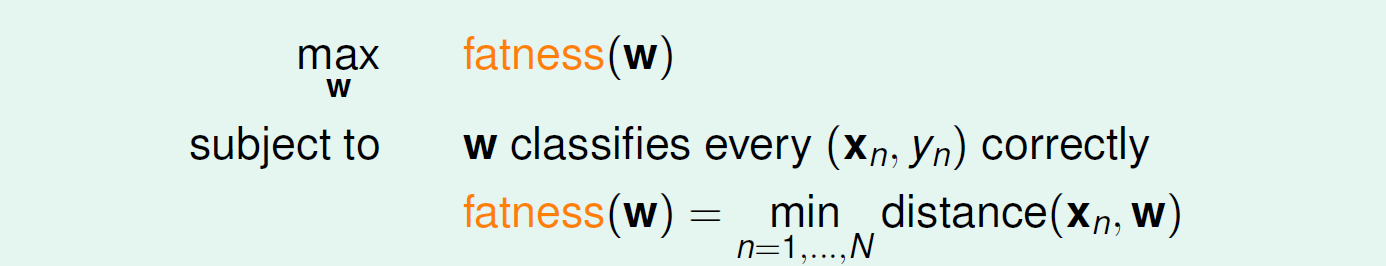 max fatness(w)
w
subject to w classifies every (xn, yn) correctly
fatness(w) = min distance(xn, w)
n=1,...,N